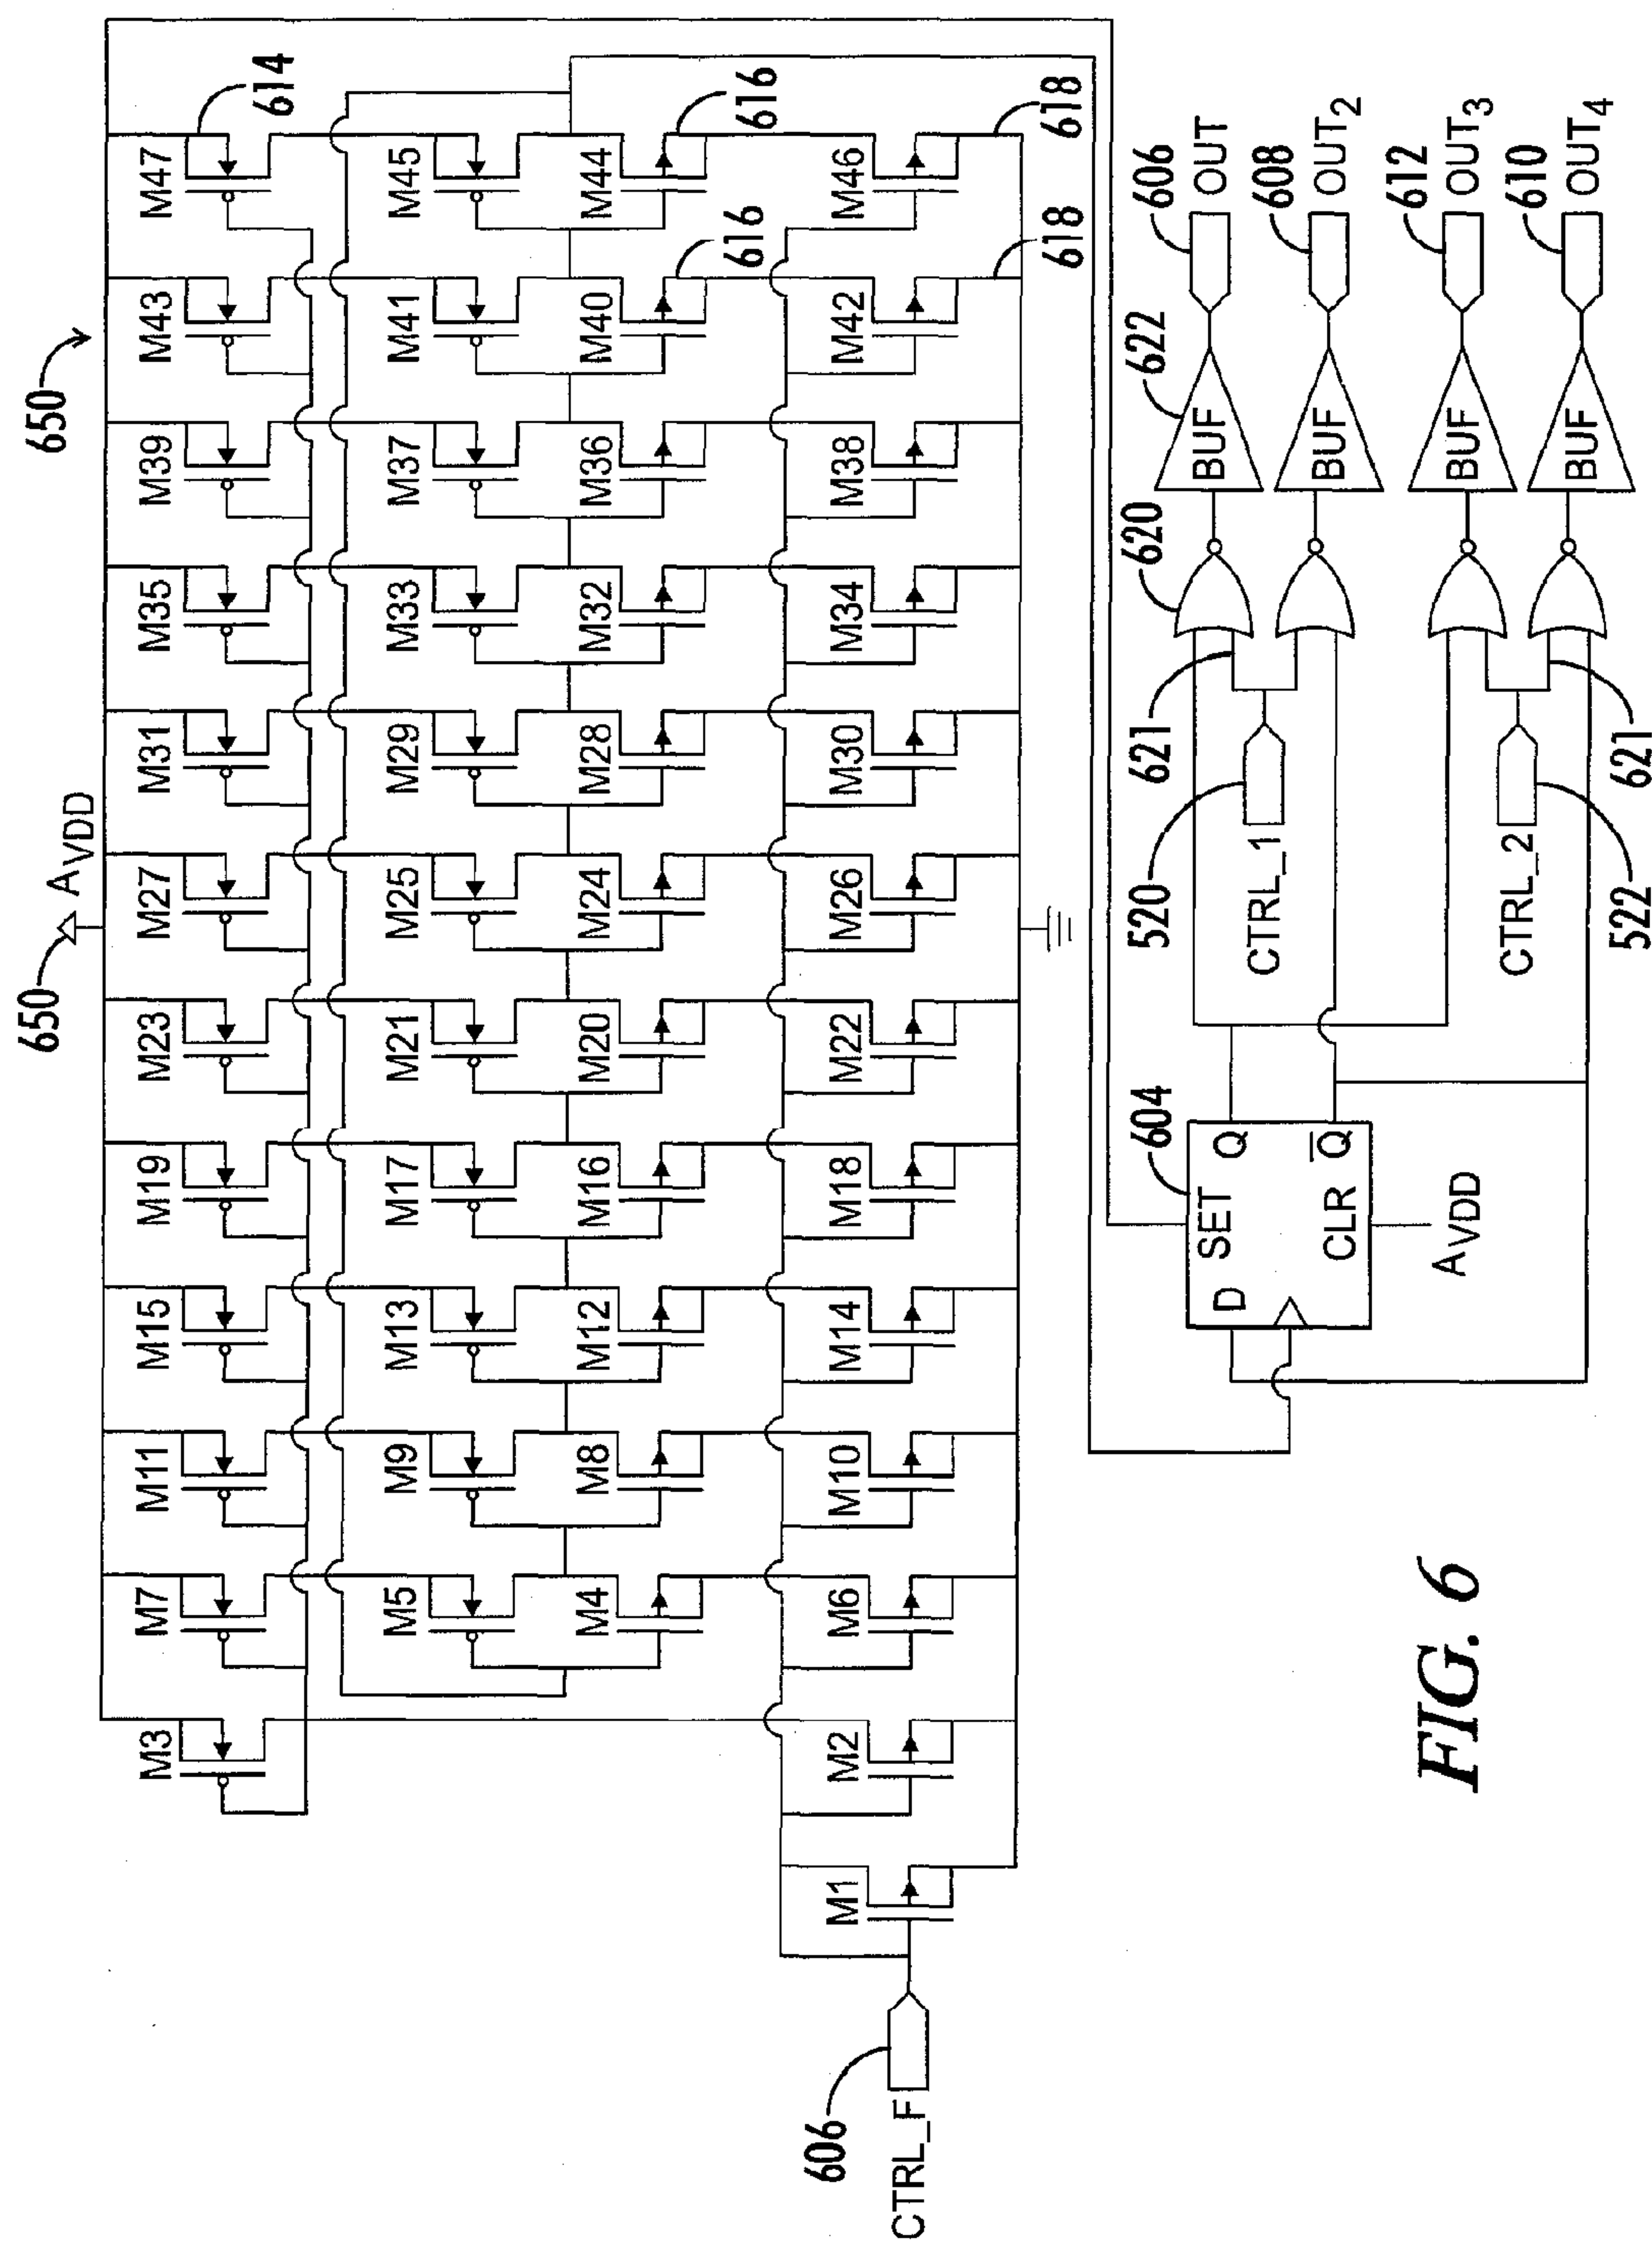 650
650
AVDD
M3
M7
M11
M15
M19
M23
M27
M31
M35
M39
M43
M47
614
M5
M9
M13
M17
M21
M25
M29
M33
M37
M41
M45
M4
M8
M12
M16
M20
M24
M28
M32
M36
M40
M44
616
616
M1
M2
M6
M10
M14
M18
M22
M26
M30
M34
M38
M42
M46
618
618
606
CTRL_F
604
D
SET
Q
CLR
Q̅
AVDD
520
CTRL_1
621
620
BUF
622
606
OUT
BUF
608
OUT2
522
CTRL_2
621
BUF
612
OUT3
BUF
610
OUT4
FIG. 6